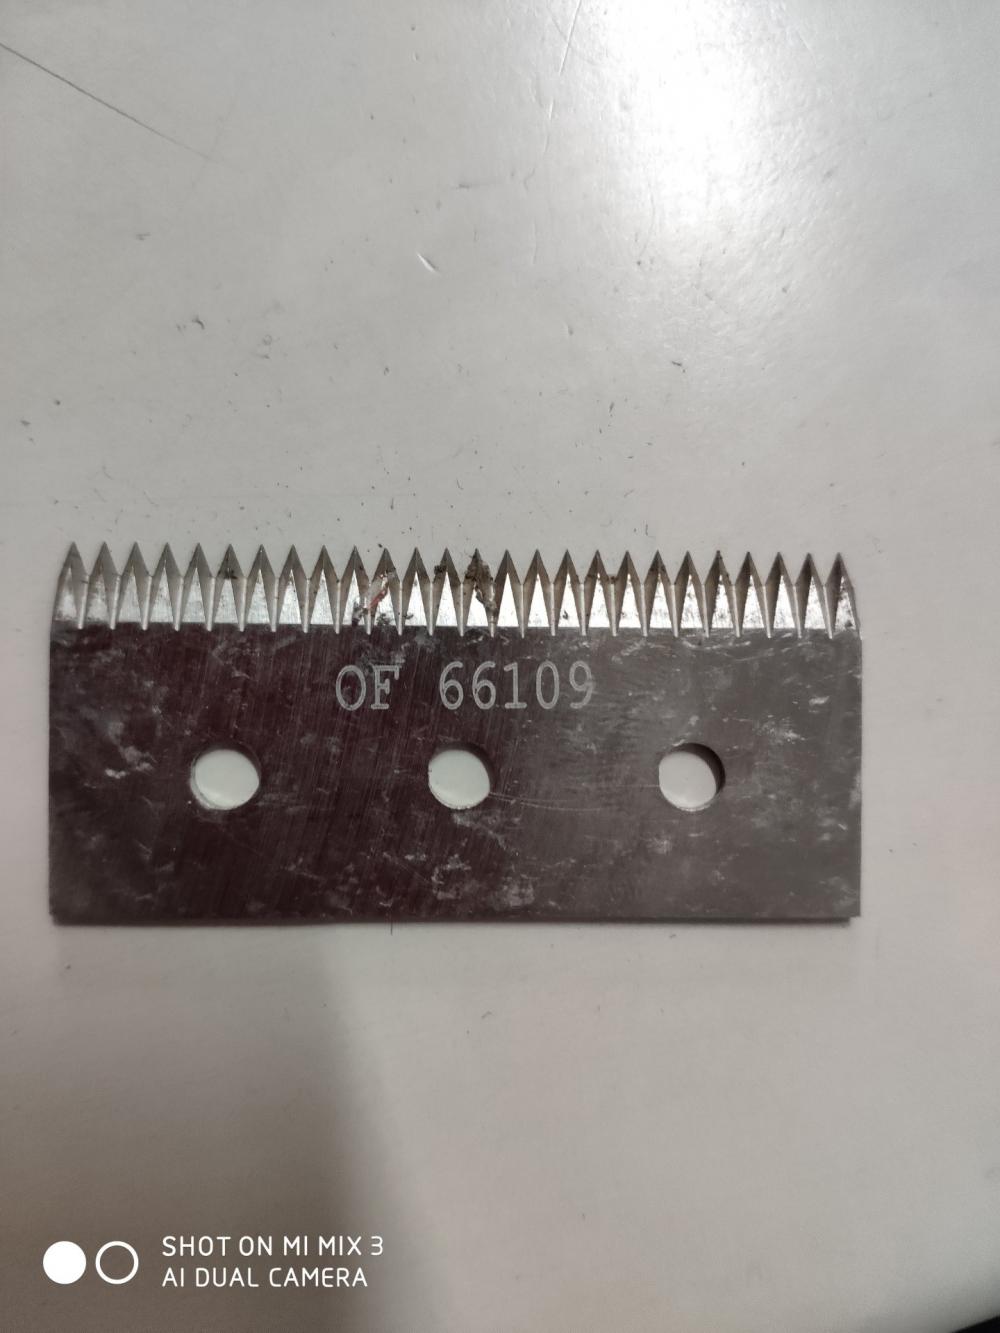 OF 66109
SHOT ON MI MIX 3
AI DUAL CAMERA